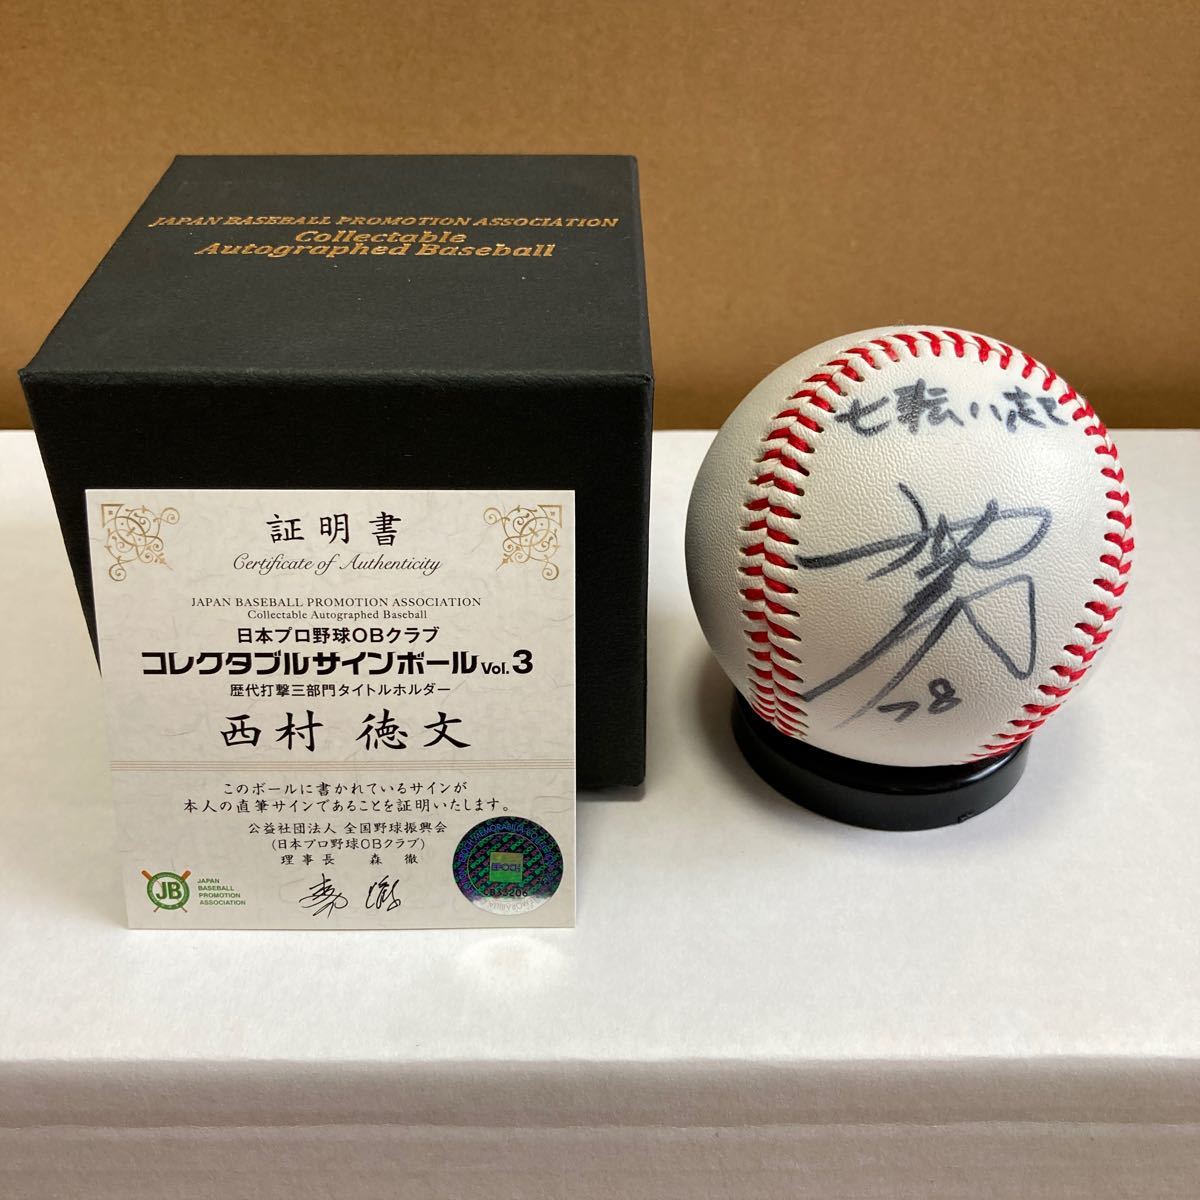 JAPAN BASEBALL PROMOTION ASSOCIATION
Collectable
Autographed Baseball
証明書
Certificate of Authenticity
JAPAN BASEBALL PROMOTION ASSOCIATION
Collectable Autographed Baseball
日本プロ野球OBクラブ
コレクタブルサインボール Vol.3
歴代打撃三部門タイトルホルダー
西村 徳文
このボールに書かれているサインが
本人の直筆サインであることを証明いたします。
公益社団法人 全国野球振興会
(日本プロ野球OBクラブ)
理事長 森 徹
JB
JAPAN
BASEBALL
PROMOTION
ASSOCIATION
EPOCH
七転八起
78